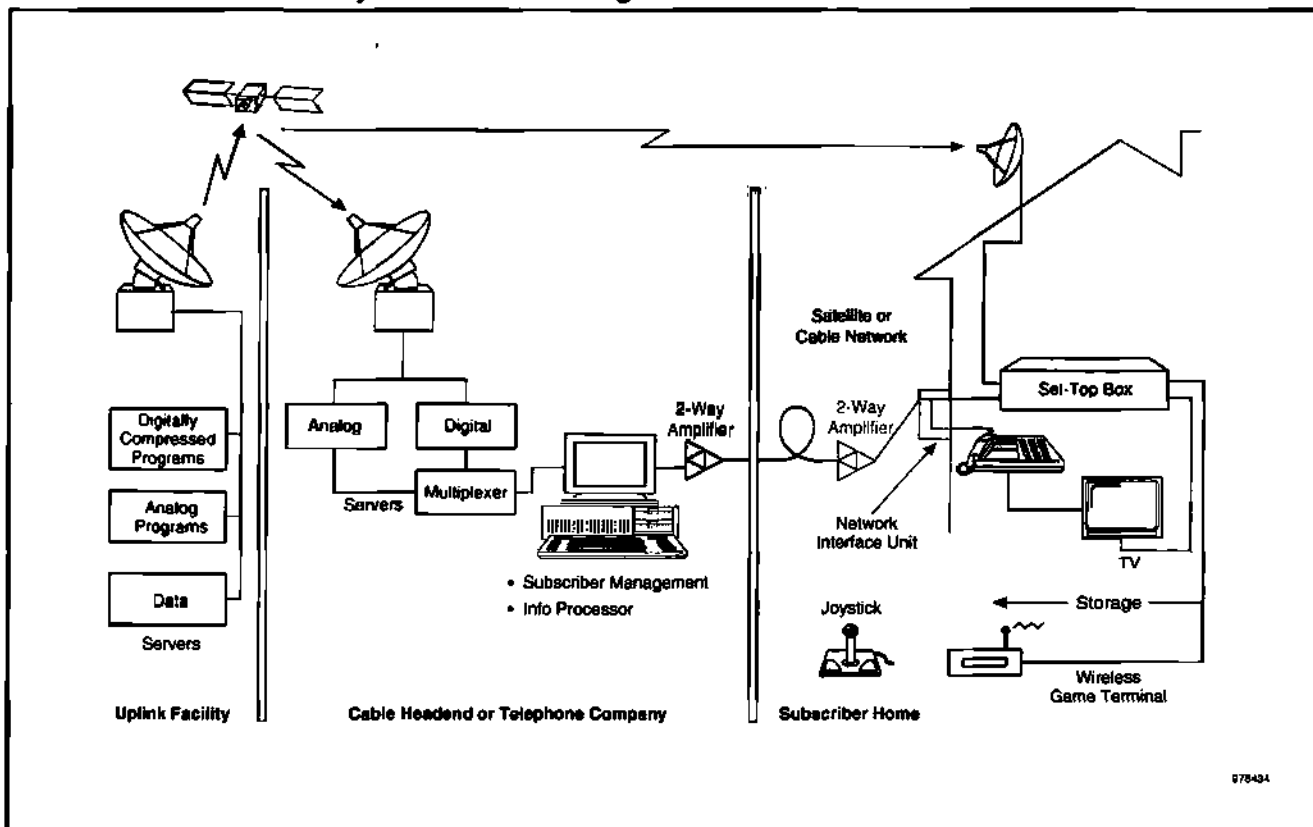 Satellite or
Cable Network
Set-Top Box
Digitally
Compressed
Programs
Analog
Programs
Data
Servers
Analog
Digital
Multiplexer
Servers
2-Way
Amplifier
2-Way
Amplifier
Network
Interface Unit
TV
• Subscriber Management
• Info Processor
Joystick
Storage
Wireless
Game Terminal
Uplink Facility
Cable Headend or Telephone Company
Subscriber Home
978434